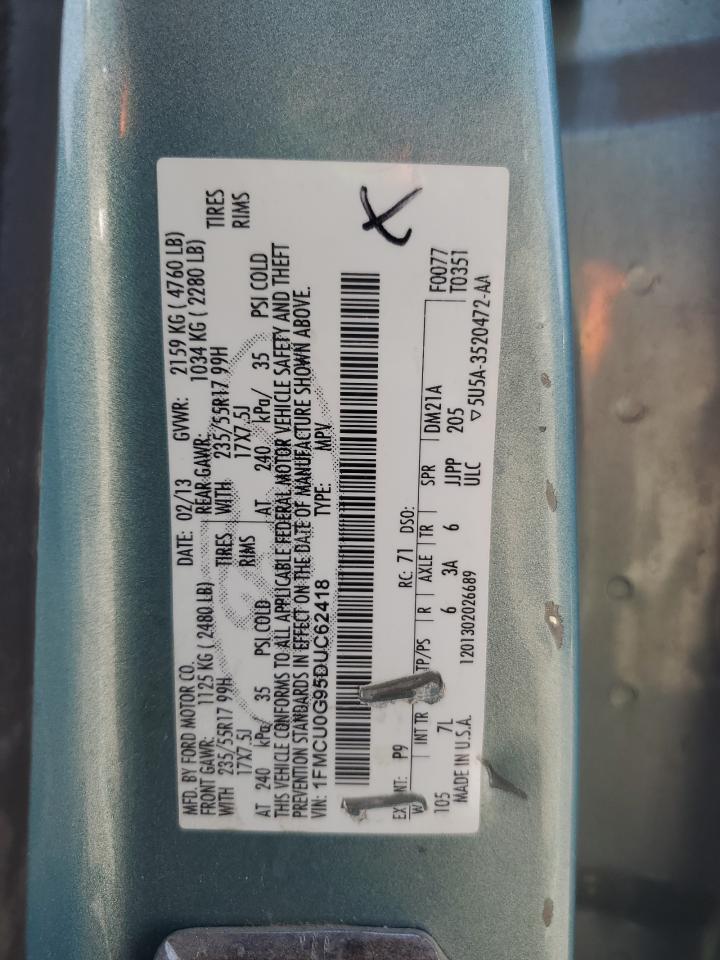 MFD. BY FORD MOTOR CO. DATE: 02/13 GVWR: 2159 KG ( 4760 LB)
FRONT GAWR: 1125 KG ( 2480 LB) REAR GAWR: 1034 KG ( 2280 LB)
WITH 235/55R17 99H TIRES WITH 235/55R17 99H TIRES
17X7.5J RIMS 17X7.5J RIMS
AT 240 kPa/ 35 PSI COLD AT 240 kPa/ 35 PSI COLD
THIS VEHICLE CONFORMS TO ALL APPLICABLE FEDERAL MOTOR VEHICLE SAFETY AND THEFT
PREVENTION STANDARDS IN EFFECT ON THE DATE OF MANUFACTURE SHOWN ABOVE.
VIN: 1FMCU0G95DUC62418 TYPE: MPV
X
EX NT: P9 RC: 71 DSO: F0077
W INT TR TP/PS R AXLE TR SPR DM21A T0351
105 7L 6 3A 6 JJPP 205
MADE IN U.S.A. 1201302026689 ULC ▽5U5A-3520472-AA